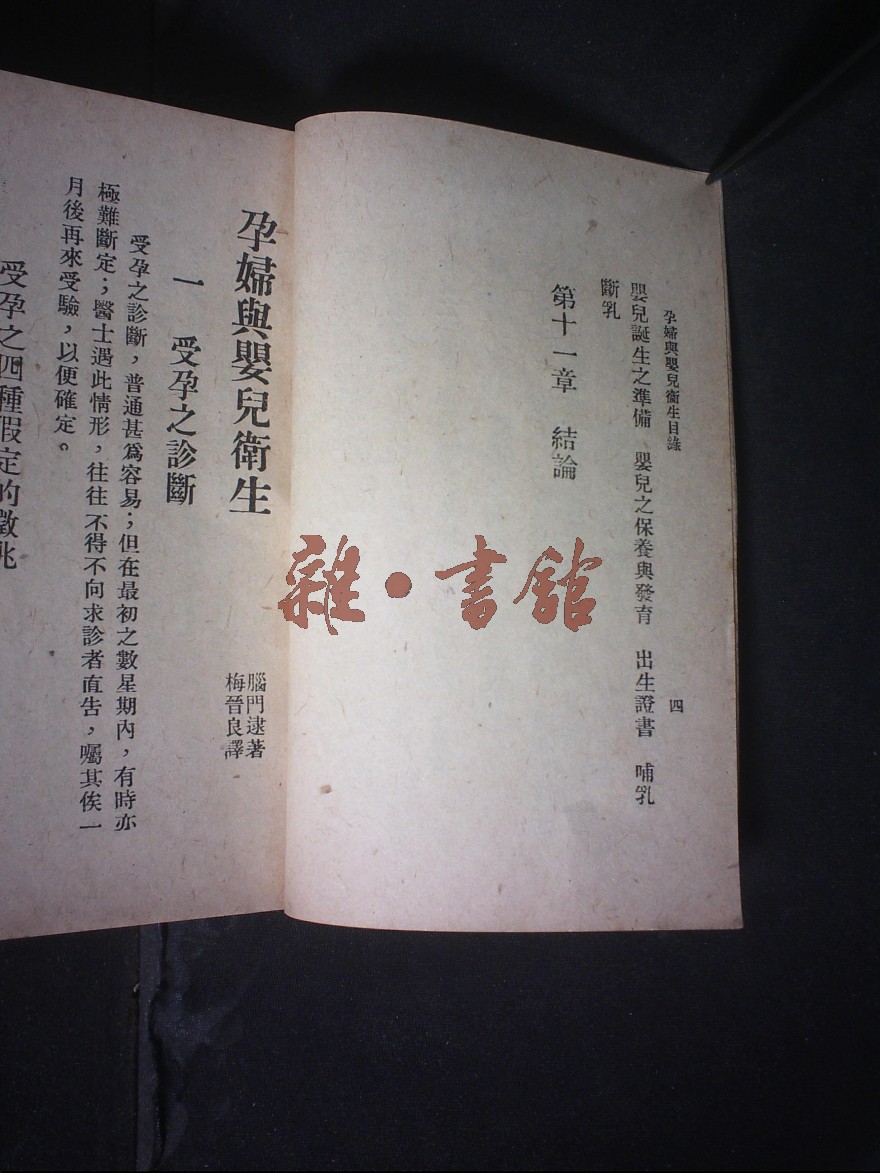 孕婦與嬰兒衞生目錄
四
嬰兒誕生之準備　嬰兒之保養與發育　出生證書　哺乳
斷乳
第十一章　結論
孕婦與嬰兒衞生
腦門逮著
梅晉良譯
一　受孕之診斷
受孕之診斷，普通甚爲容易；但在最初之數星期內，有時亦
極難斷定；醫士遇此情形，往往不得不向求診者直告，囑其俟一
月後再來受驗，以便確定。
受孕之四種假定的徵兆
雜·書館